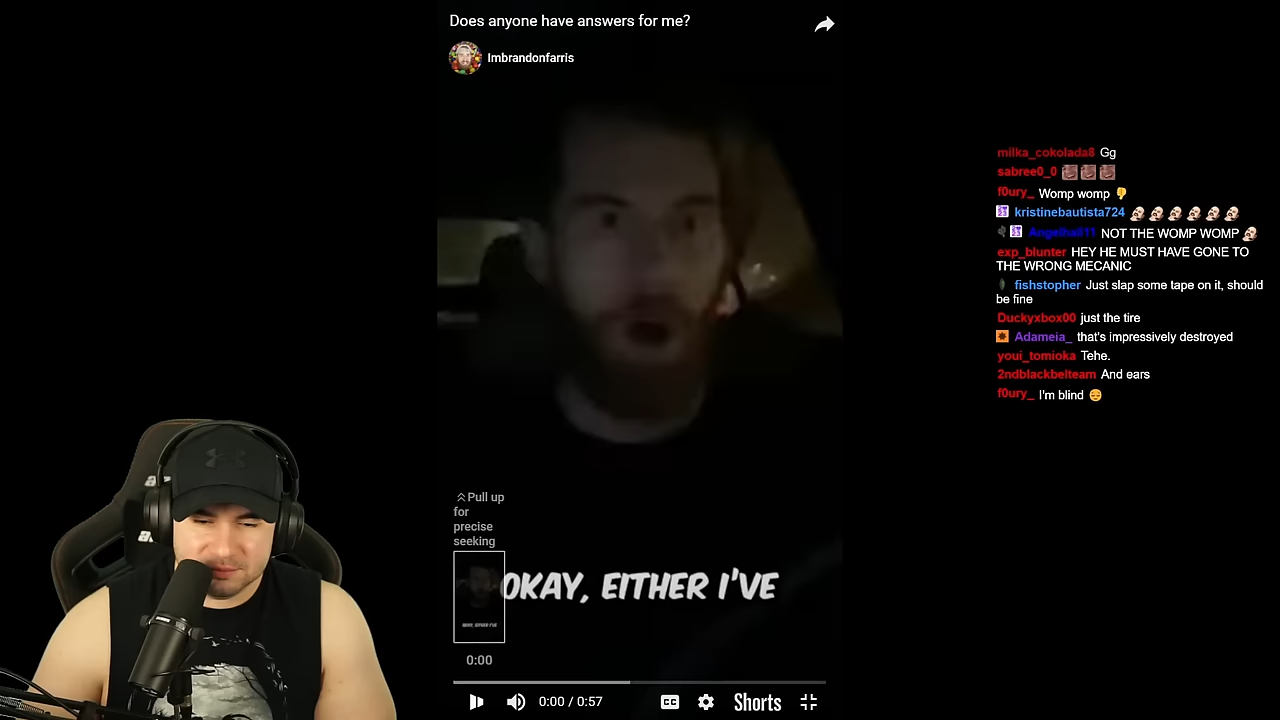 Does anyone have answers for me?
Imbrandonfarris
milka_cokolada8 Gg
sabree0_0
f0ury_ Womp womp 👎
kristinebautista724
Angelha811 NOT THE WOMP WOMP
exp_blunter HEY HE MUST HAVE GONE TO
THE WRONG MECANIC
fishstopher Just slap some tape on it, should
be fine
Duckyxbox00 just the tire
Adameia_ that's impressively destroyed
youi_tomioka Tehe.
2ndblackbelteam And ears
f0ury_ I'm blind 😔
Pull up
for
precise
seeking
OKAY, EITHER I'VE
0:00
0:00 / 0:57
CC
Shorts